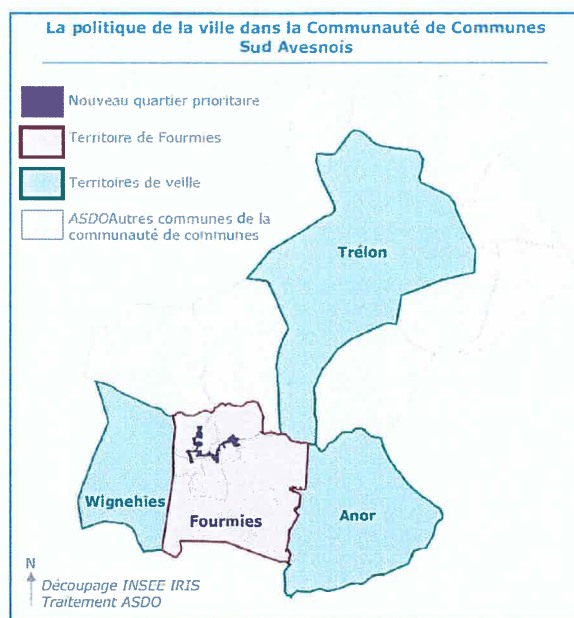 La politique de la ville dans la Communauté de Communes
Sud Avesnois
Nouveau quartier prioritaire
Territoire de Fourmies
Territoires de veille
ASDOAutres communes de la
communauté de communes
Trélon
Wignehies
Fourmies
Anor
N
Découpage INSEE IRIS
Traitement ASDO